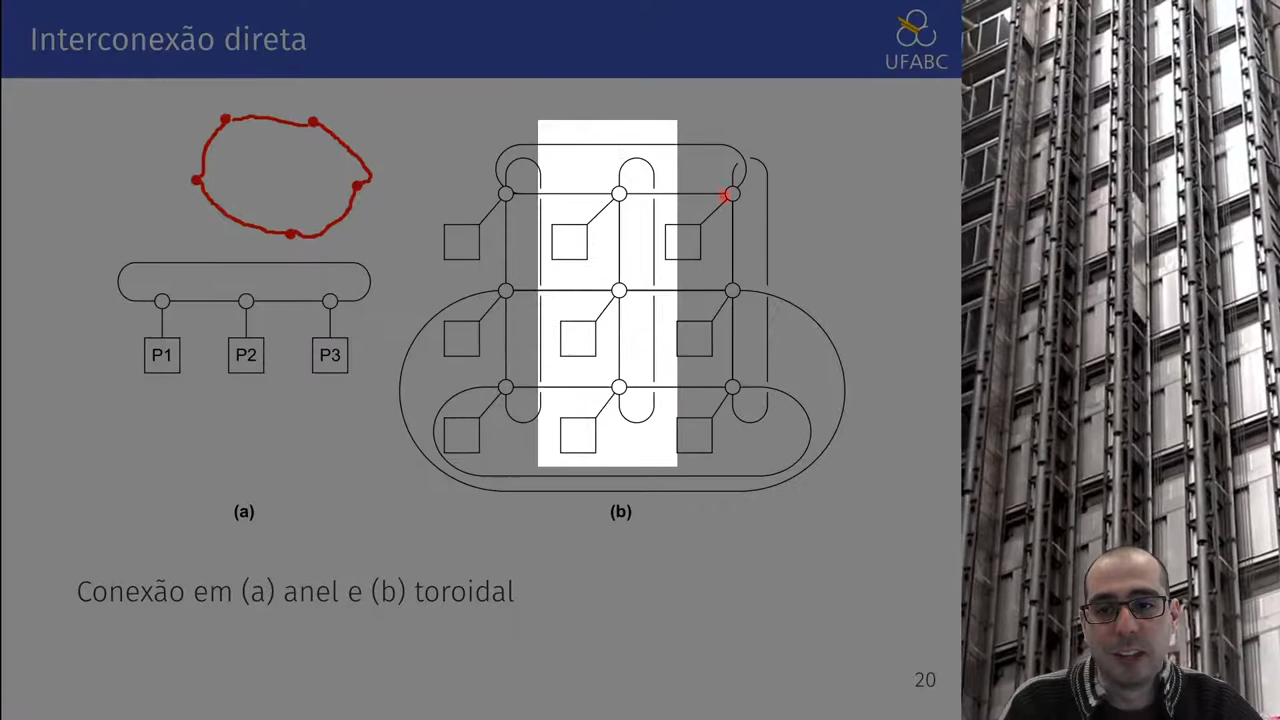 Interconexão direta
UFABC
P1 P2 P3
(a) (b)
Conexão em (a) anel e (b) toroidal
20